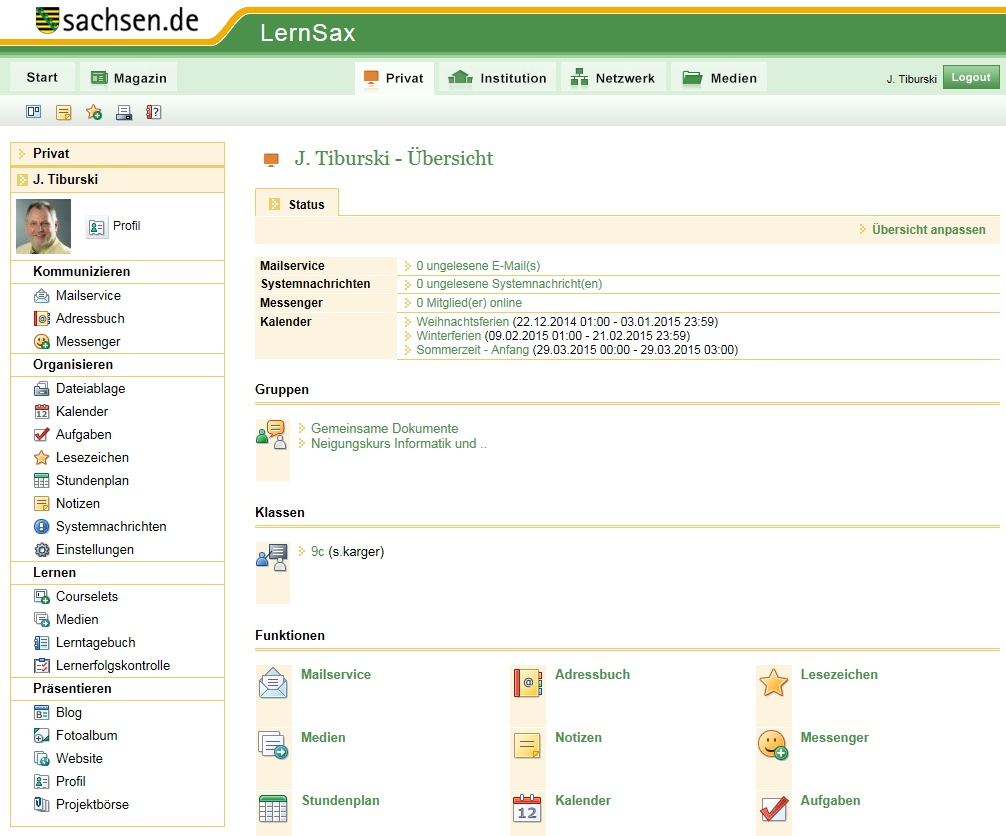 sachsen.de
LernSax
Start
Magazin
Privat
Institution
Netzwerk
Medien
J. Tiburski
Logout
Privat
J. Tiburski
Profil
Kommunizieren
Mailservice
Adressbuch
Messenger
Organisieren
Dateiablage
Kalender
Aufgaben
Lesezeichen
Stundenplan
Notizen
Systemnachrichten
Einstellungen
Lernen
Courselets
Medien
Lerntagebuch
Lernerfolgskontrolle
Präsentieren
Blog
Fotoalbum
Website
Profil
Projektbörse
J. Tiburski - Übersicht
Status
Übersicht anpassen
Mailservice 0 ungelesene E-Mail(s)
Systemnachrichten 0 ungelesene Systemnachricht(en)
Messenger 0 Mitglied(er) online
Kalender Weihnachtsferien (22.12.2014 01:00 - 03.01.2015 23:59)
Winterferien (09.02.2015 01:00 - 21.02.2015 23:59)
Sommerzeit - Anfang (29.03.2015 00:00 - 29.03.2015 03:00)
Gruppen
Gemeinsame Dokumente
Neigungskurs Informatik und ..
Klassen
9c (s.karger)
Funktionen
Mailservice
Adressbuch
Lesezeichen
Medien
Notizen
Messenger
Stundenplan
12
Kalender
Aufgaben